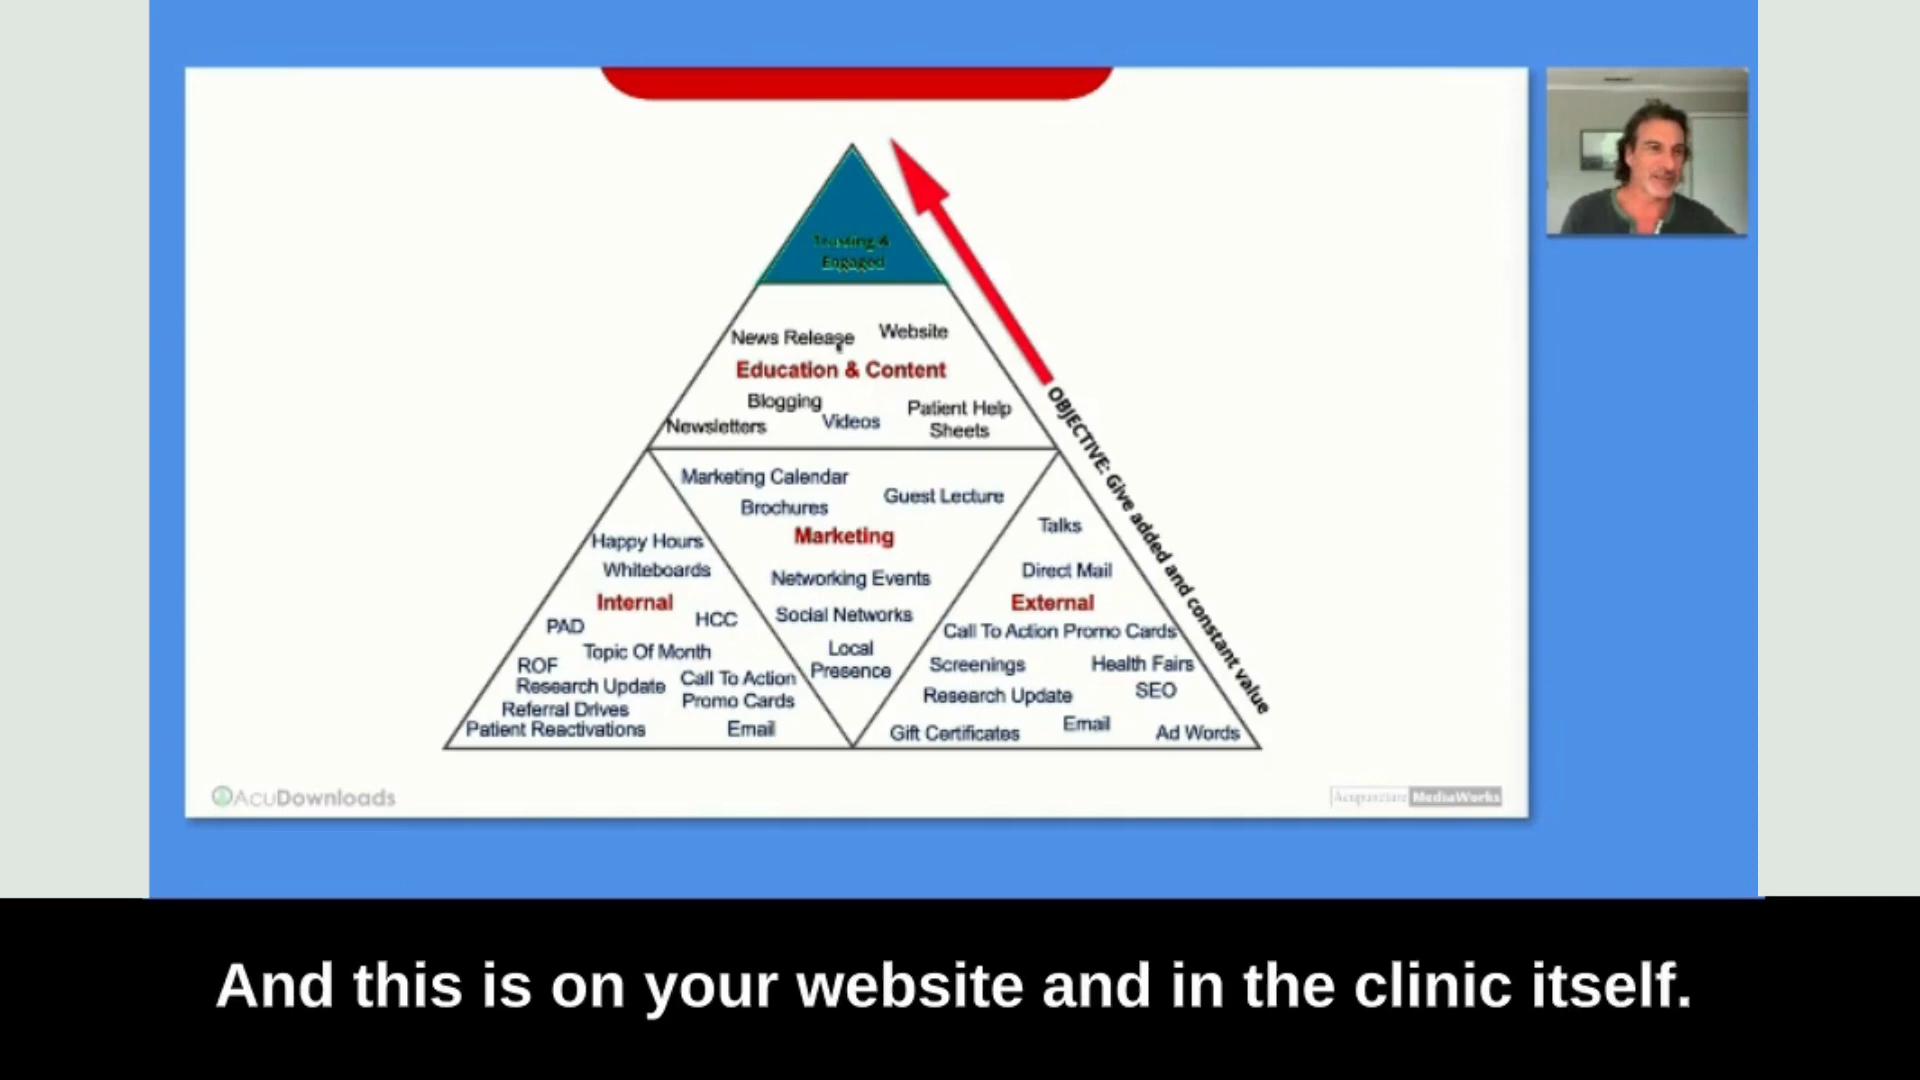 Trusting &
Engaged
News Release
Website
Education & Content
Blogging
Newsletters
Videos
Patient Help
Sheets
Marketing Calendar
Brochures
Guest Lecture
Marketing
Networking Events
Social Networks
Local
Presence
Happy Hours
Whiteboards
Internal
PAD
HCC
Topic Of Month
ROF
Research Update
Call To Action
Promo Cards
Referral Drives
Patient Reactivations
Email
Talks
Direct Mail
External
Call To Action Promo Cards
Screenings
Health Fairs
Research Update
SEO
Gift Certificates
Email
Ad Words
OBJECTIVE: Give added and constant value
AcuDownloads
Acupuncture MediaWorks
And this is on your website and in the clinic itself.